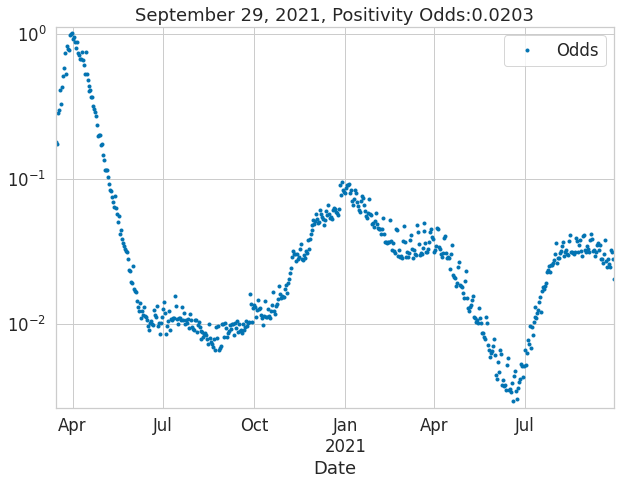 September 29, 2021, Positivity Odds:0.0203
Odds
10⁰
10⁻¹
10⁻²
Apr Jul Oct Jan Apr Jul
2021
Date